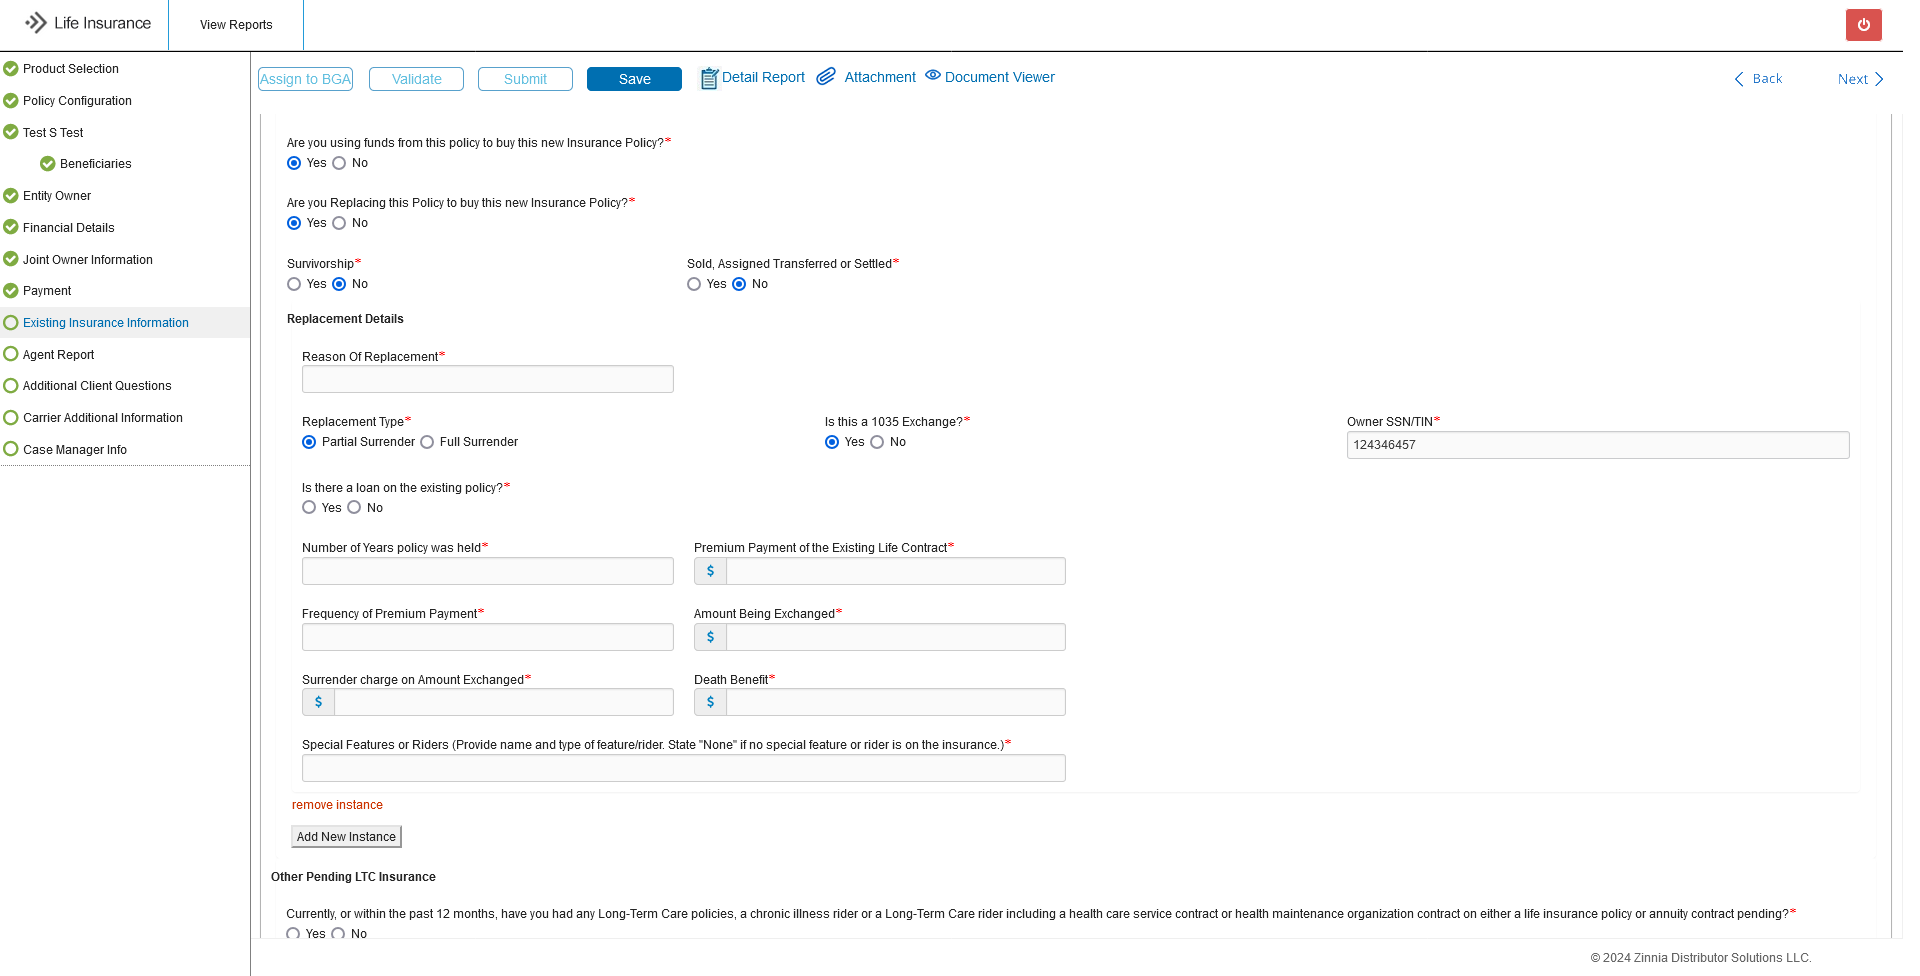 Life Insurance
View Reports
Product Selection
Policy Configuration
Test S Test
Beneficiaries
Entity Owner
Financial Details
Joint Owner Information
Payment
Existing Insurance Information
Agent Report
Additional Client Questions
Carrier Additional Information
Case Manager Info
Assign to BGA Validate Submit Save Detail Report Attachment Document Viewer Back Next
Are you using funds from this policy to buy this new Insurance Policy?*
Yes No
Are you Replacing this Policy to buy this new Insurance Policy?*
Yes No
Survivorship* Sold, Assigned Transferred or Settled*
Yes No Yes No
Replacement Details
Reason Of Replacement*
Replacement Type* Is this a 1035 Exchange?* Owner SSN/TIN*
Partial Surrender Full Surrender Yes No 124346457
Is there a loan on the existing policy?*
Yes No
Number of Years policy was held* Premium Payment of the Existing Life Contract*
$
Frequency of Premium Payment* Amount Being Exchanged*
$
Surrender charge on Amount Exchanged* Death Benefit*
$ $
Special Features or Riders (Provide name and type of feature/rider. State "None" if no special feature or rider is on the insurance.)*
remove instance
Add New Instance
Other Pending LTC Insurance
Currently, or within the past 12 months, have you had any Long-Term Care policies, a chronic illness rider or a Long-Term Care rider including a health care service contract or health maintenance organization contract on either a life insurance policy or annuity contract pending?*
Yes No
© 2024 Zinnia Distributor Solutions LLC.